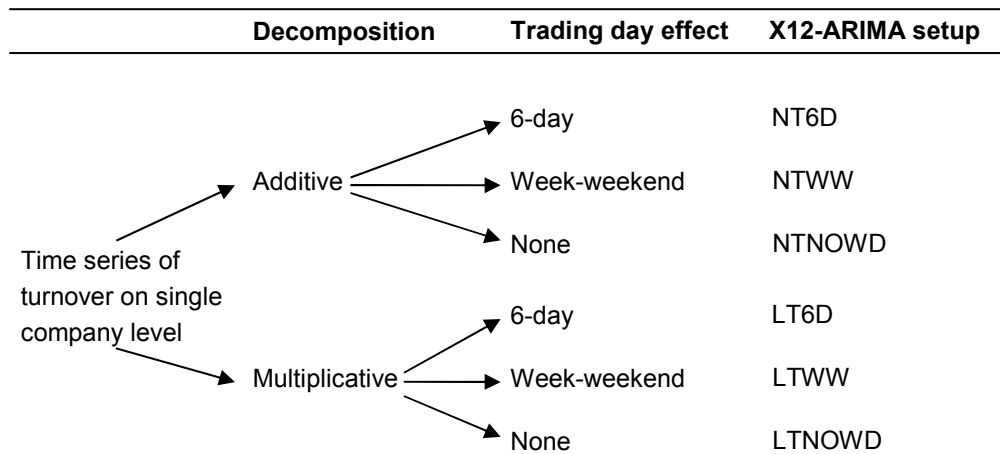 Decomposition Trading day effect X12-ARIMA setup
6-day NT6D
Additive Week-weekend NTWW
None NTNOWD
Time series of
turnover on single
company level
6-day LT6D
Multiplicative Week-weekend LTWW
None LTNOWD